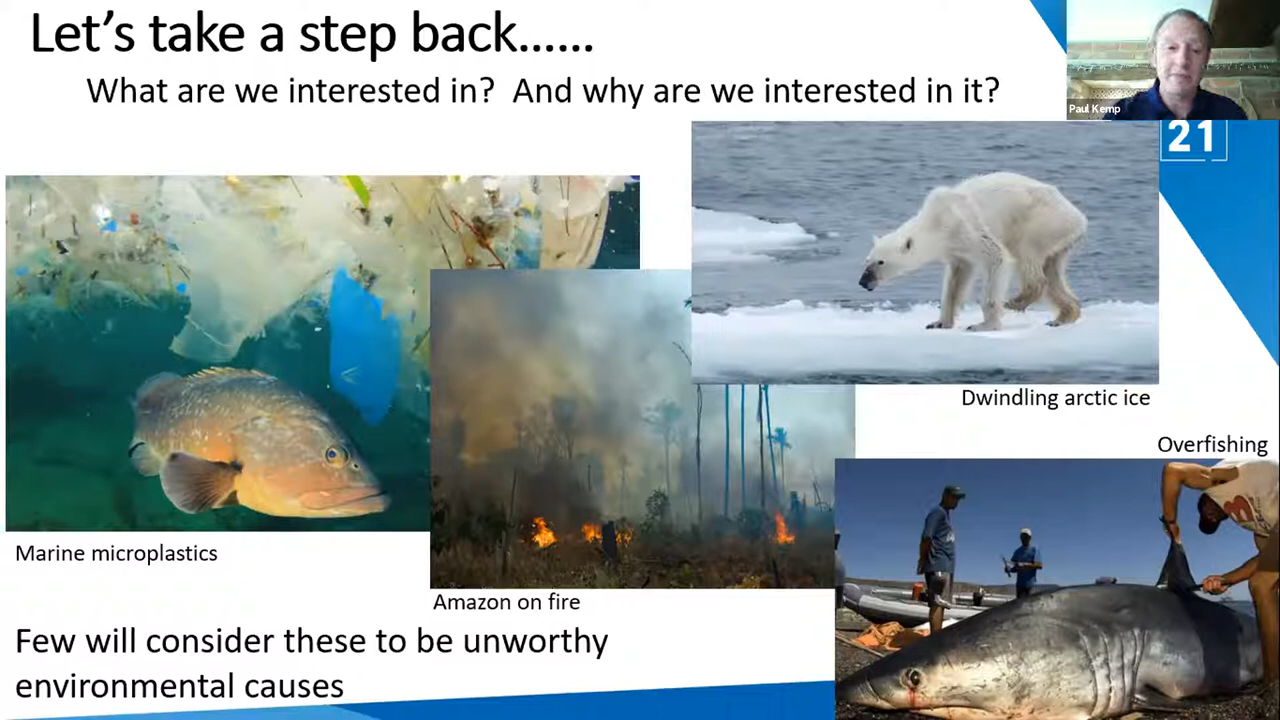 Let's take a step back……
What are we interested in? And why are we interested in it?
Paul Kemp
21
Dwindling arctic ice
Overfishing
Marine microplastics
Amazon on fire
Few will consider these to be unworthy
environmental causes